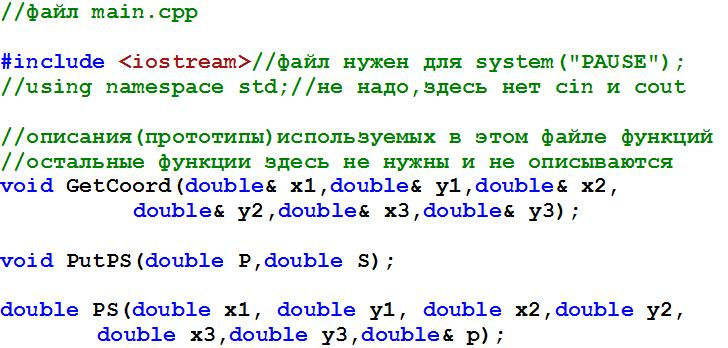 //файл main.cpp
#include <iostream>//файл нужен для system("PAUSE");
//using namespace std;//не надо,здесь нет cin и cout
//описания(прототипы)используемых в этом файле функций
//остальные функции здесь не нужны и не описываются
void GetCoord(double& x1,double& y1,double& x2,
double& y2,double& x3,double& y3);
void PutPS(double P,double S);
double PS(double x1, double y1, double x2,double y2,
double x3,double y3,double& p);